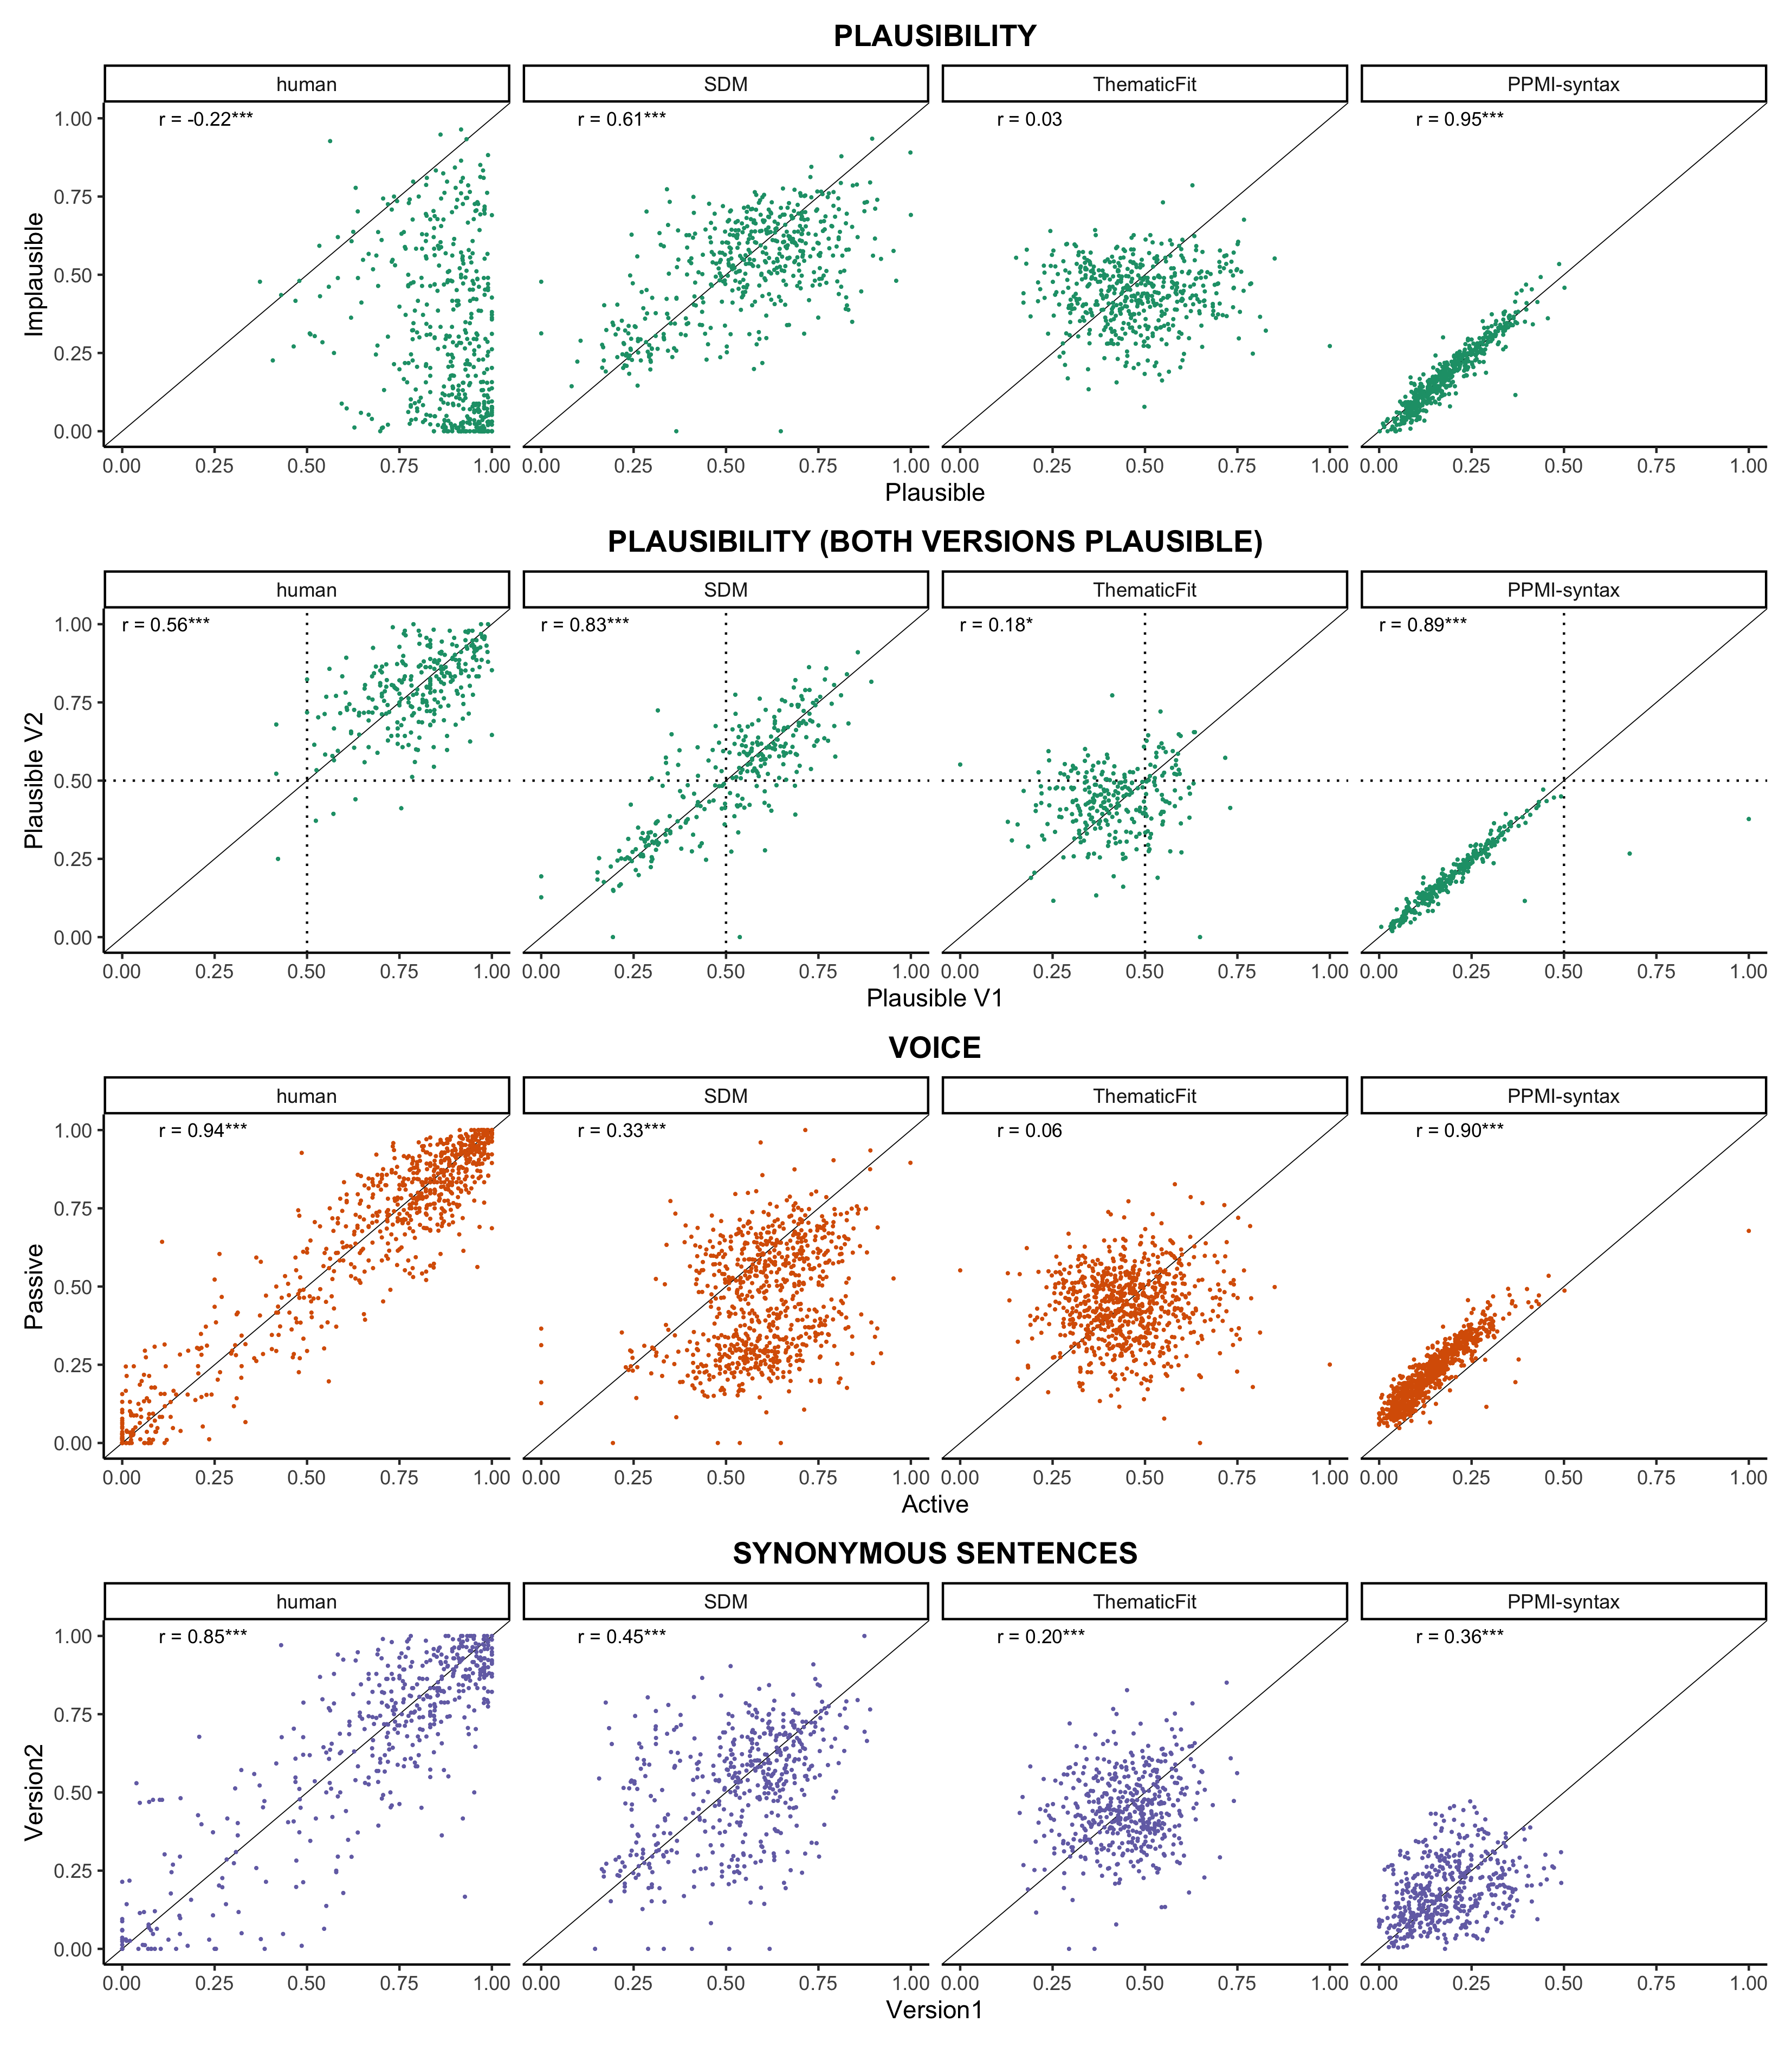 PLAUSIBILITY
human SDM ThematicFit PPMI-syntax
r = -0.22*** r = 0.61*** r = 0.03 r = 0.95***
1.00
0.75
0.50
0.25
0.00
Implausible
0.00 0.25 0.50 0.75 1.00 0.00 0.25 0.50 0.75 1.00 0.00 0.25 0.50 0.75 1.00 0.00 0.25 0.50 0.75 1.00
Plausible
PLAUSIBILITY (BOTH VERSIONS PLAUSIBLE)
human SDM ThematicFit PPMI-syntax
r = 0.56*** r = 0.83*** r = 0.18* r = 0.89***
1.00
0.75
0.50
0.25
0.00
Plausible V2
0.00 0.25 0.50 0.75 1.00 0.00 0.25 0.50 0.75 1.00 0.00 0.25 0.50 0.75 1.00 0.00 0.25 0.50 0.75 1.00
Plausible V1
VOICE
human SDM ThematicFit PPMI-syntax
r = 0.94*** r = 0.33*** r = 0.06 r = 0.90***
1.00
0.75
0.50
0.25
0.00
Passive
0.00 0.25 0.50 0.75 1.00 0.00 0.25 0.50 0.75 1.00 0.00 0.25 0.50 0.75 1.00 0.00 0.25 0.50 0.75 1.00
Active
SYNONYMOUS SENTENCES
human SDM ThematicFit PPMI-syntax
r = 0.85*** r = 0.45*** r = 0.20*** r = 0.36***
1.00
0.75
0.50
0.25
0.00
Version2
0.00 0.25 0.50 0.75 1.00 0.00 0.25 0.50 0.75 1.00 0.00 0.25 0.50 0.75 1.00 0.00 0.25 0.50 0.75 1.00
Version1